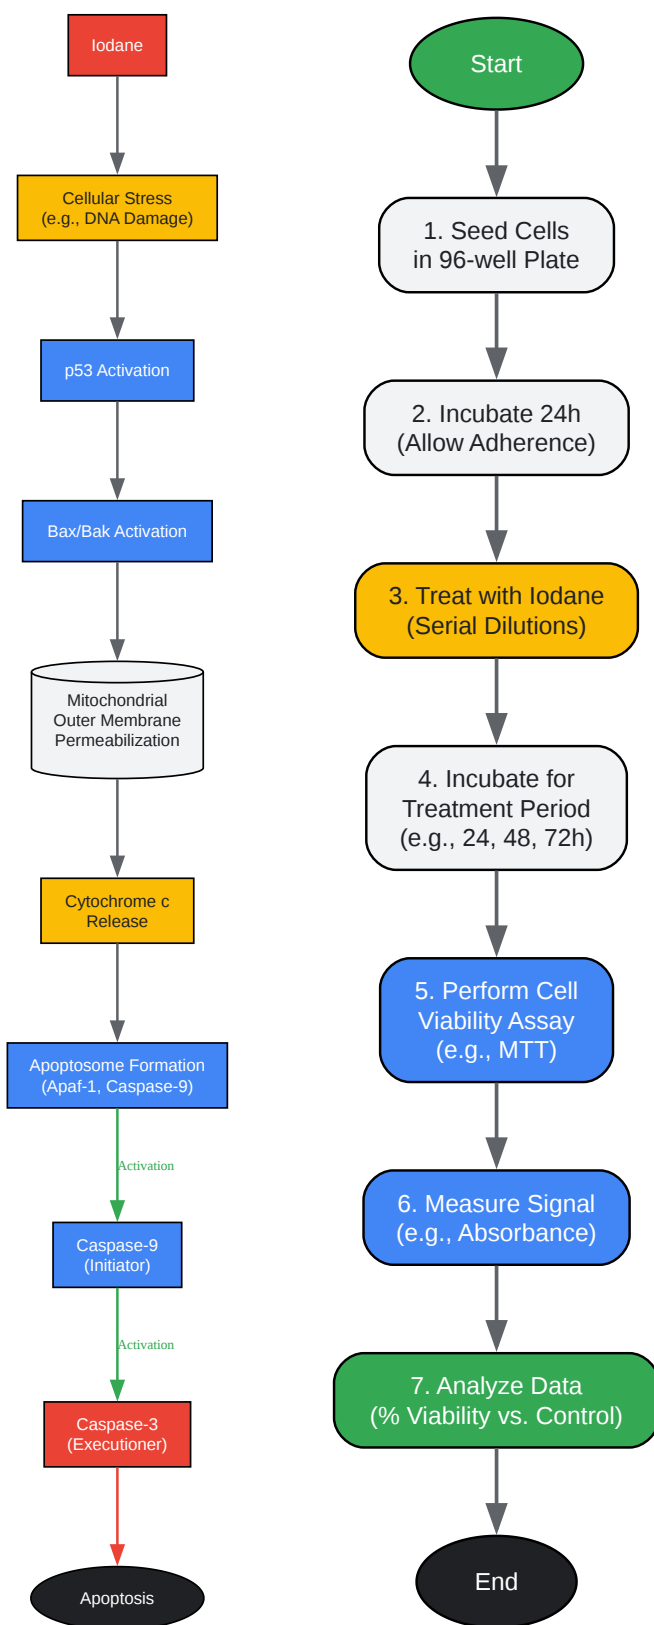 Iodane
Cellular Stress
(e.g., DNA Damage)
p53 Activation
Bax/Bak Activation
Mitochondrial
Outer Membrane
Permeabilization
Cytochrome c
Release
Apoptosome Formation
(Apaf-1, Caspase-9)
Activation
Caspase-9
(Initiator)
Activation
Caspase-3
(Executioner)
Apoptosis
Start
1. Seed Cells
in 96-well Plate
2. Incubate 24h
(Allow Adherence)
3. Treat with Iodane
(Serial Dilutions)
4. Incubate for
Treatment Period
(e.g., 24, 48, 72h)
5. Perform Cell
Viability Assay
(e.g., MTT)
6. Measure Signal
(e.g., Absorbance)
7. Analyze Data
(% Viability vs. Control)
End